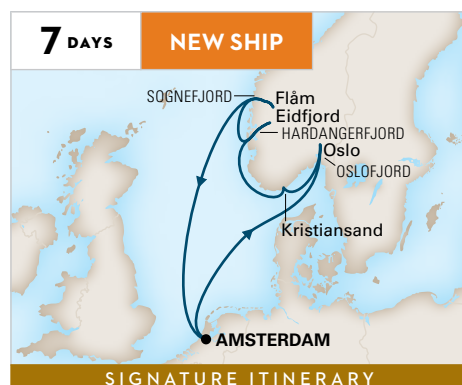 7 DAYS
NEW SHIP
SOGNEFJORD
Flåm
Eidfjord
HARDANGERFJORD
Oslo
OSLOFJORD
Kristiansand
AMSTERDAM
SIGNATURE ITINERARY